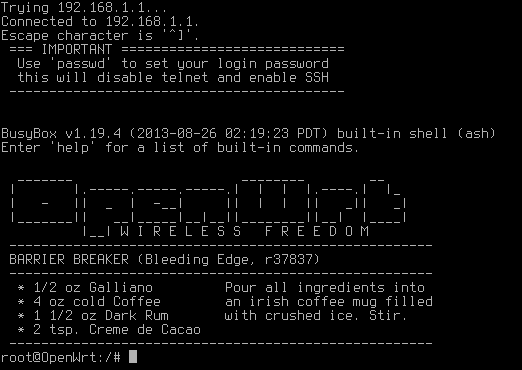 Trying 192.168.1.1...
Connected to 192.168.1.1.
Escape character is '^]'.
=== IMPORTANT ============================
Use 'passwd' to set your login password
this will disable telnet and enable SSH
------------------------------------------
BusyBox v1.19.4 (2013-08-26 02:19:23 PDT) built-in shell (ash)
Enter 'help' for a list of built-in commands.
OpenWrt
W I R E L E S S   F R E E D O M
-----------------------------------------------------
BARRIER BREAKER (Bleeding Edge, r37837)
-----------------------------------------------------
* 1/2 oz Galliano         Pour all ingredients into
* 4 oz cold Coffee        an irish coffee mug filled
* 1 1/2 oz Dark Rum       with crushed ice. Stir.
* 2 tsp. Creme de Cacao
-----------------------------------------------------
root@OpenWrt:/#